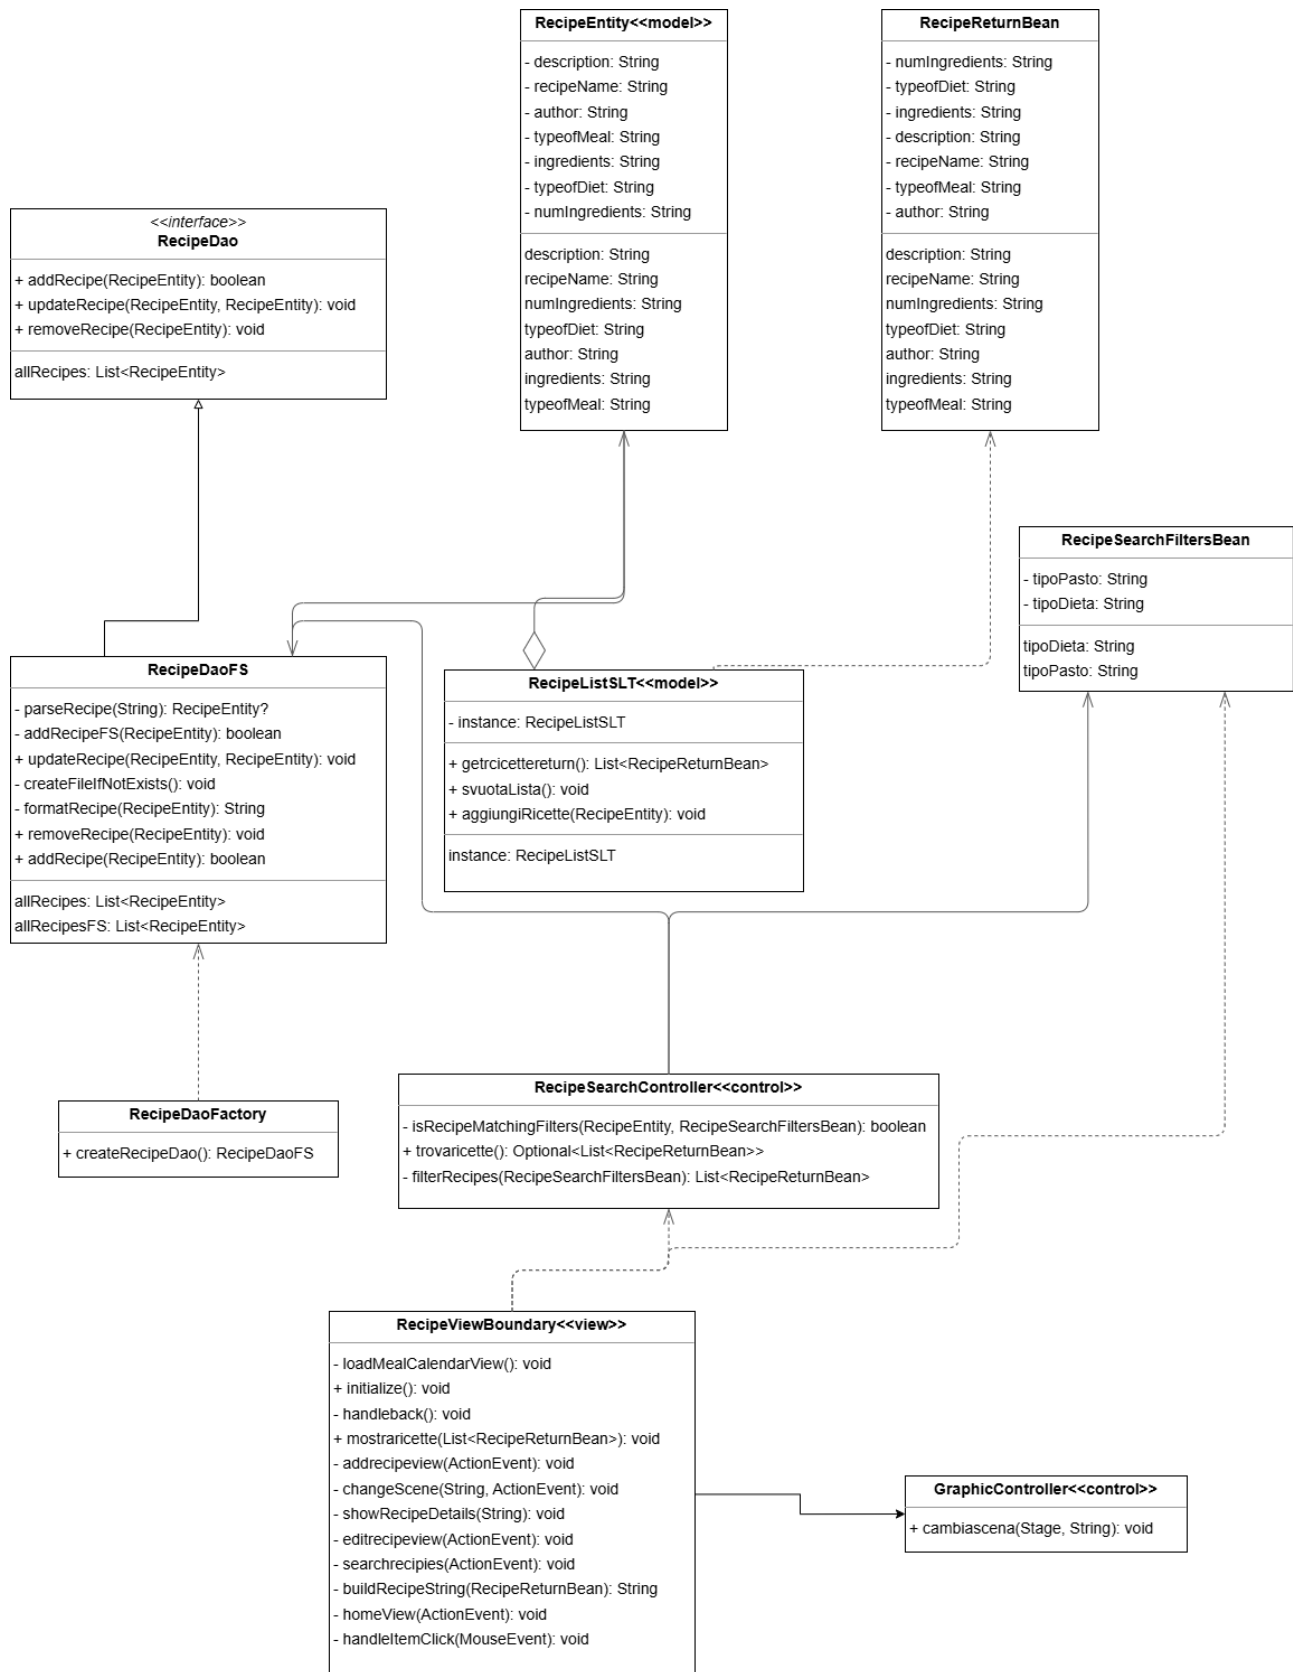 RecipeEntity<<model>>
- description: String
- recipeName: String
- author: String
- typeofMeal: String
- ingredients: String
- typeofDiet: String
- numIngredients: String
description: String
recipeName: String
numIngredients: String
typeofDiet: String
author: String
ingredients: String
typeofMeal: String
RecipeReturnBean
- numIngredients: String
- typeofDiet: String
- ingredients: String
- description: String
- recipeName: String
- typeofMeal: String
- author: String
description: String
recipeName: String
numIngredients: String
typeofDiet: String
author: String
ingredients: String
typeofMeal: String
<<interface>>
RecipeDao
+ addRecipe(RecipeEntity): boolean
+ updateRecipe(RecipeEntity, RecipeEntity): void
+ removeRecipe(RecipeEntity): void
allRecipes: List<RecipeEntity>
RecipeSearchFiltersBean
- tipoPasto: String
- tipoDieta: String
tipoDieta: String
tipoPasto: String
RecipeDaoFS
- parseRecipe(String): RecipeEntity?
- addRecipeFS(RecipeEntity): boolean
+ updateRecipe(RecipeEntity, RecipeEntity): void
- createFileIfNotExists(): void
- formatRecipe(RecipeEntity): String
+ removeRecipe(RecipeEntity): void
+ addRecipe(RecipeEntity): boolean
allRecipes: List<RecipeEntity>
allRecipesFS: List<RecipeEntity>
RecipeListSLT<<model>>
- instance: RecipeListSLT
+ getrcicettereturn(): List<RecipeReturnBean>
+ svuotaLista(): void
+ aggiungiRicette(RecipeEntity): void
instance: RecipeListSLT
RecipeDaoFactory
+ createRecipeDao(): RecipeDaoFS
RecipeSearchController<<control>>
- isRecipeMatchingFilters(RecipeEntity, RecipeSearchFiltersBean): boolean
+ trovaricette(): Optional<List<RecipeReturnBean>>
- filterRecipes(RecipeSearchFiltersBean): List<RecipeReturnBean>
RecipeViewBoundary<<view>>
- loadMealCalendarView(): void
+ initialize(): void
- handleback(): void
+ mostraricette(List<RecipeReturnBean>): void
- addrecipeview(ActionEvent): void
- changeScene(String, ActionEvent): void
- showRecipeDetails(String): void
- editrecipeview(ActionEvent): void
- searchrecipies(ActionEvent): void
- buildRecipeString(RecipeReturnBean): String
- homeView(ActionEvent): void
- handleItemClick(MouseEvent): void
GraphicController<<control>>
+ cambiascena(Stage, String): void